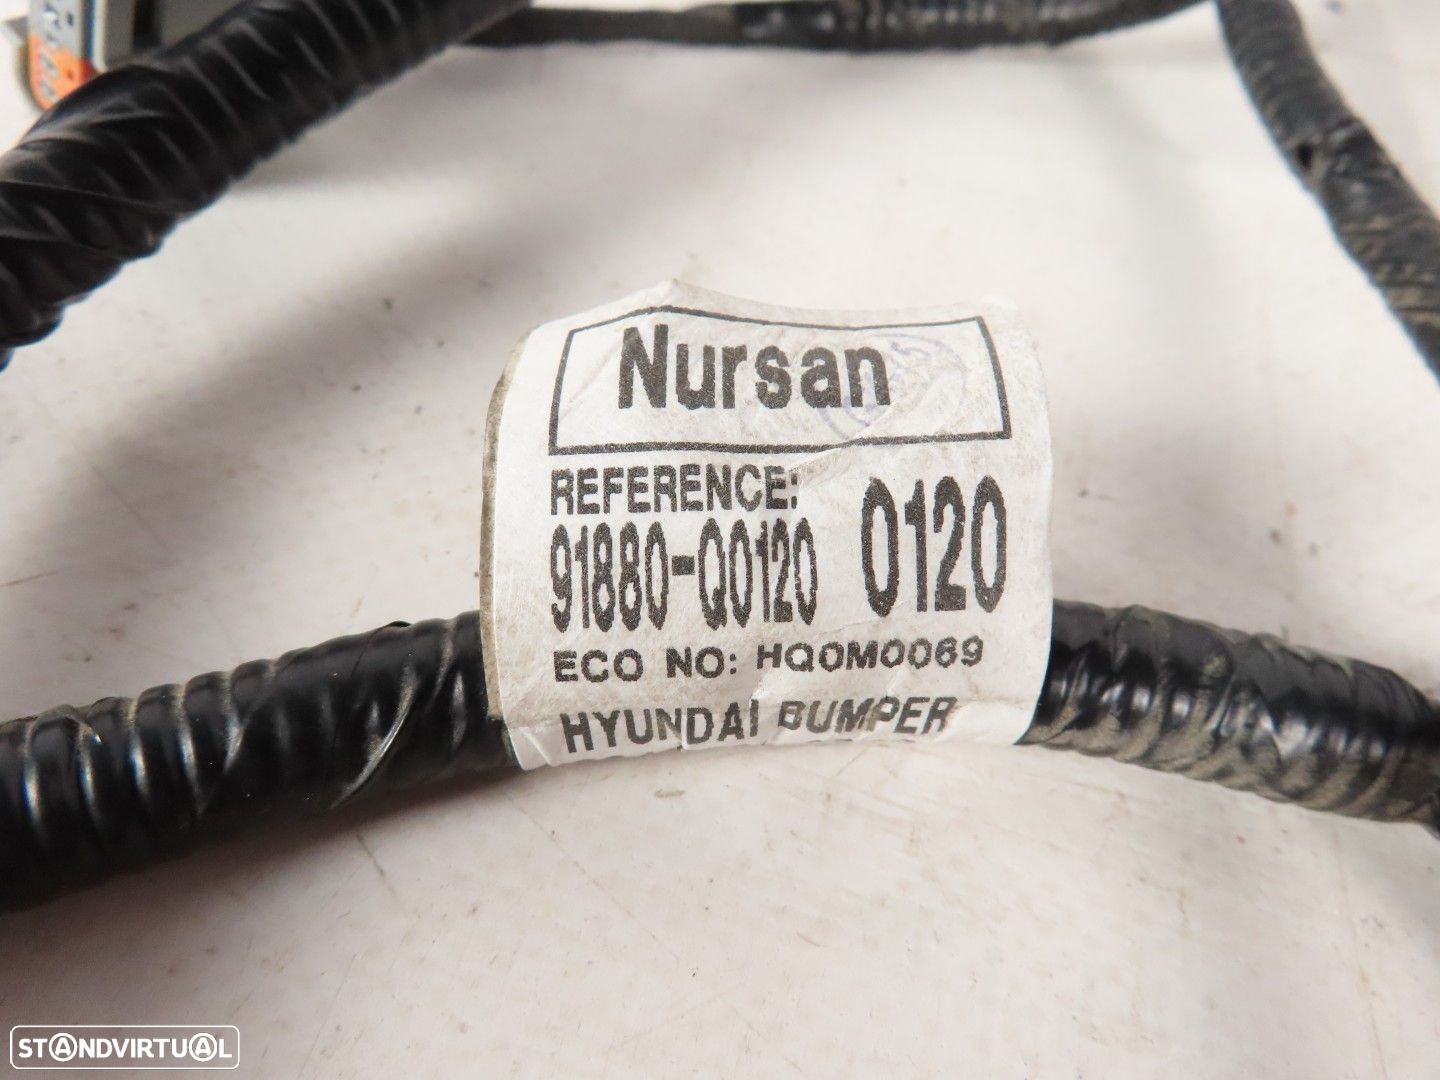 Nursan
REFERENCE:
91880-Q0120 0120
ECO NO: HQ0M0069
HYUNDAI BUMPER
STANDVIRTUAL